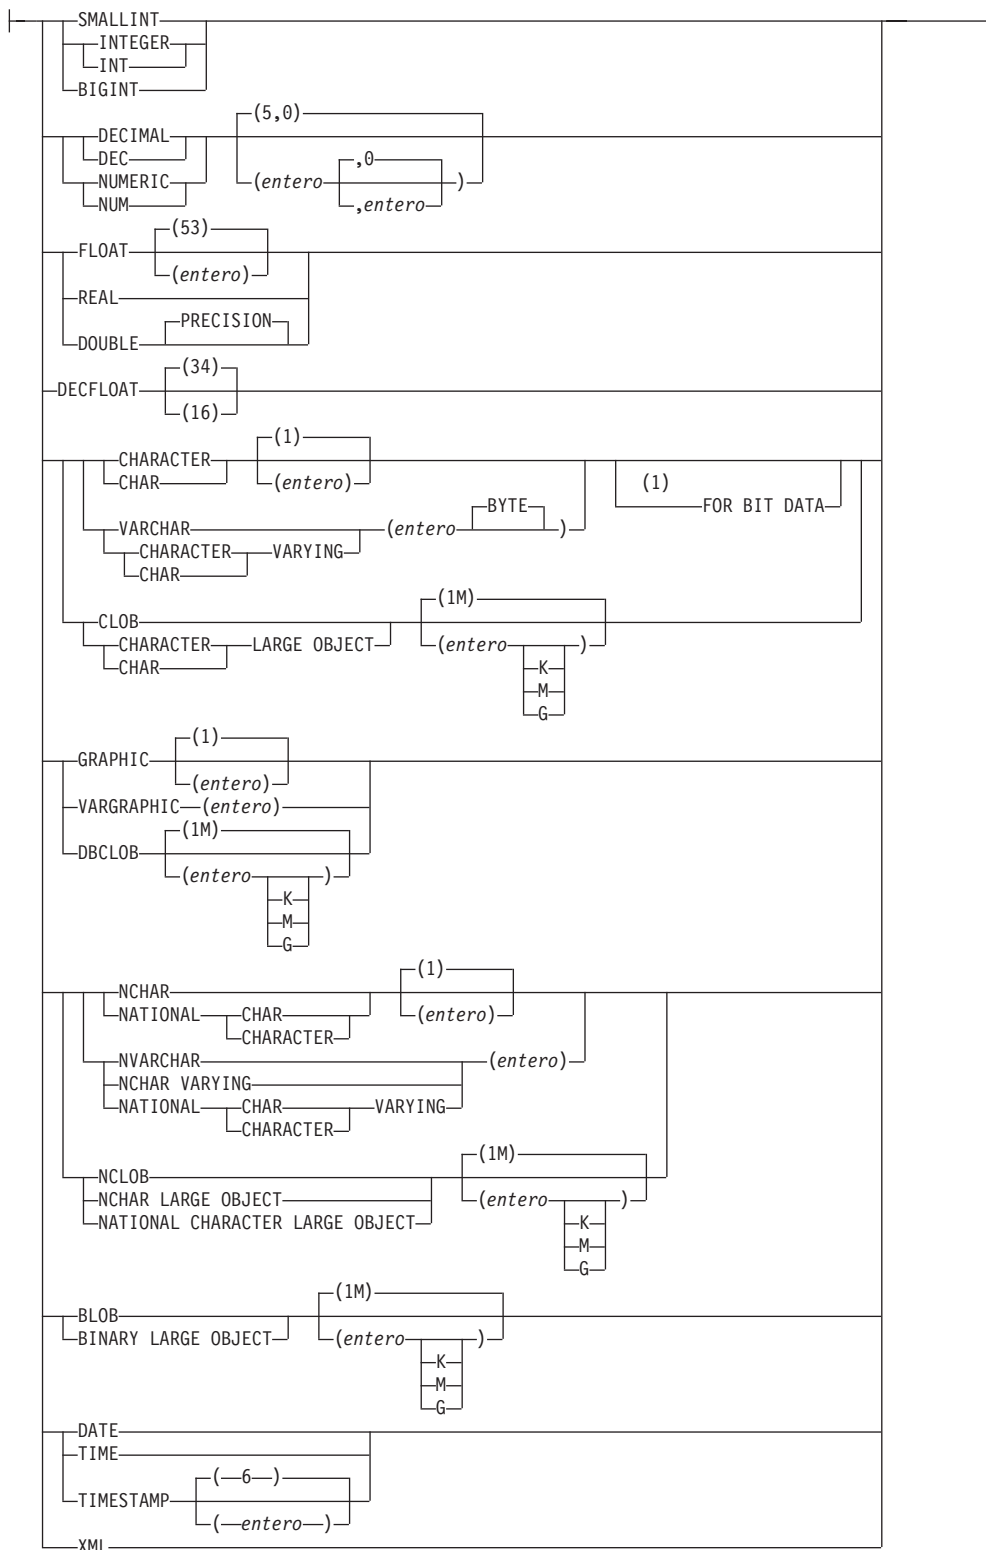 SMALLINT
INTEGER
INT
BIGINT
(5,0)
DECIMAL
,0
DEC
NUMERIC (entero )
NUM ,entero
(53)
FLOAT
(entero)
REAL
PRECISION
DOUBLE
(34)
DECFLOAT
(16)
(1)
CHARACTER
CHAR (entero) (1)
BYTE FOR BIT DATA
VARCHAR (entero )
CHARACTER VARYING
CHAR
(1M)
CLOB
CHARACTER LARGE OBJECT (entero )
CHAR K
M
G
(1)
GRAPHIC
(entero)
VARGRAPHIC (entero)
(1M)
DBCLOB
(entero )
K
M
G
(1)
NCHAR
NATIONAL CHAR (entero)
CHARACTER
NVARCHAR (entero)
NCHAR VARYING
NATIONAL CHAR VARYING
CHARACTER
(1M)
NCLOB
NCHAR LARGE OBJECT (entero )
NATIONAL CHARACTER LARGE OBJECT K
M
G
(1M)
BLOB
BINARY LARGE OBJECT (entero )
K
M
G
DATE
TIME
( 6 )
TIMESTAMP
( entero )
XML